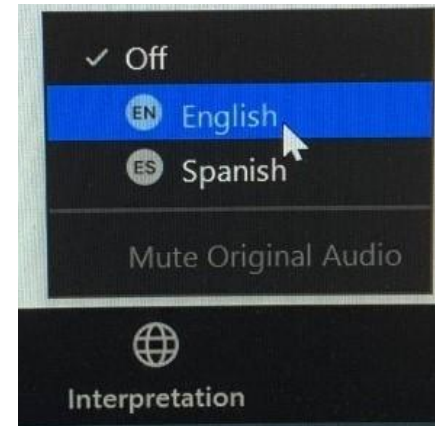 Off
EN English
ES Spanish
Mute Original Audio
Interpretation